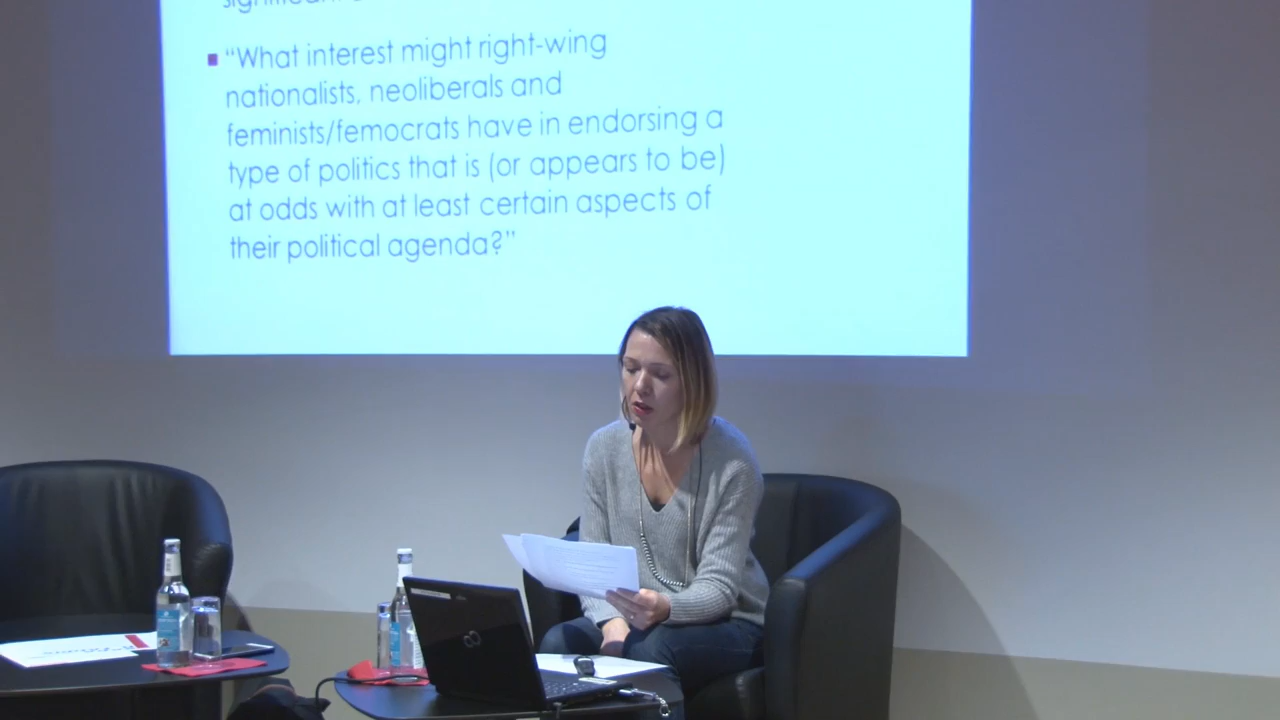 “What interest might right-wing
nationalists, neoliberals and
feminists/femocrats have in endorsing a
type of politics that is (or appears to be)
at odds with at least certain aspects of
their political agenda?”